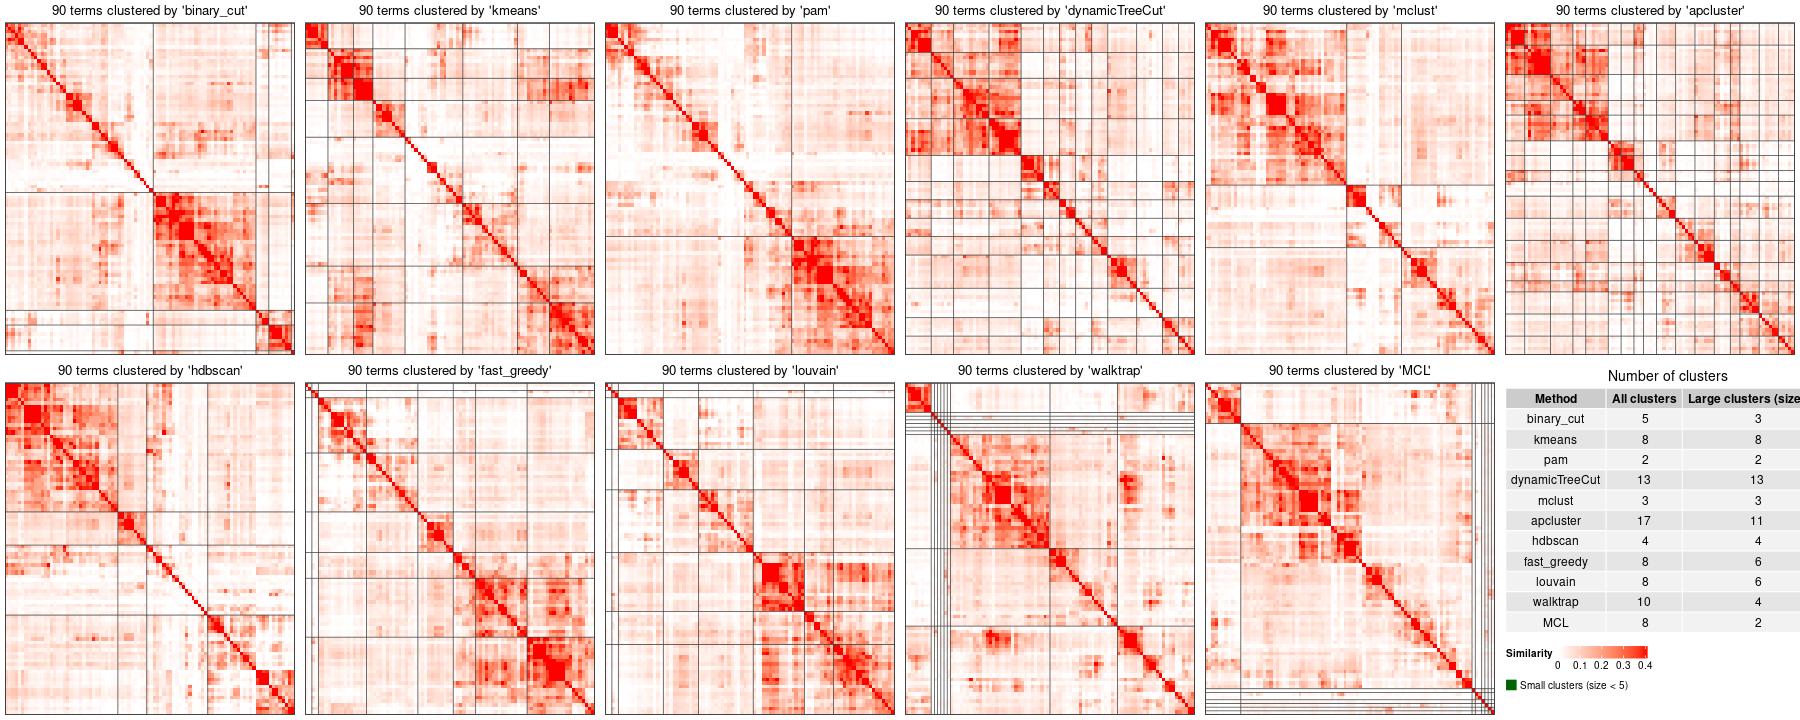 90 terms clustered by 'binary_cut'
90 terms clustered by 'kmeans'
90 terms clustered by 'pam'
90 terms clustered by 'dynamicTreeCut'
90 terms clustered by 'mclust'
90 terms clustered by 'apcluster'
90 terms clustered by 'hdbscan'
90 terms clustered by 'fast_greedy'
90 terms clustered by 'louvain'
90 terms clustered by 'walktrap'
90 terms clustered by 'MCL'
Number of clusters
Method All clusters Large clusters (size
binary_cut 5 3
kmeans 8 8
pam 2 2
dynamicTreeCut 13 13
mclust 3 3
apcluster 17 11
hdbscan 4 4
fast_greedy 8 6
louvain 8 6
walktrap 10 4
MCL 8 2
Similarity
0 0.1 0.2 0.3 0.4
Small clusters (size < 5)